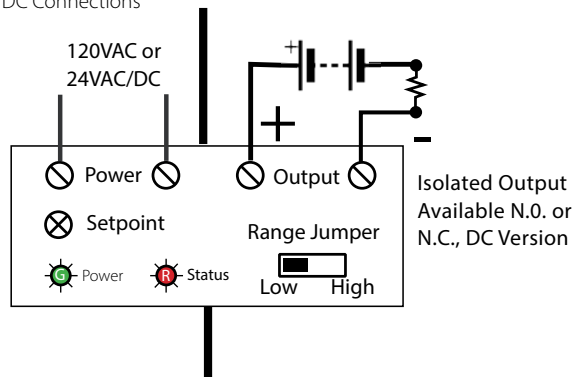 DC Connections
120VAC or
24VAC/DC
+
+
-
Power
Output
Setpoint
Range Jumper
Low High
G Power
R Status
Isolated Output
Available N.0. or
N.C., DC Version